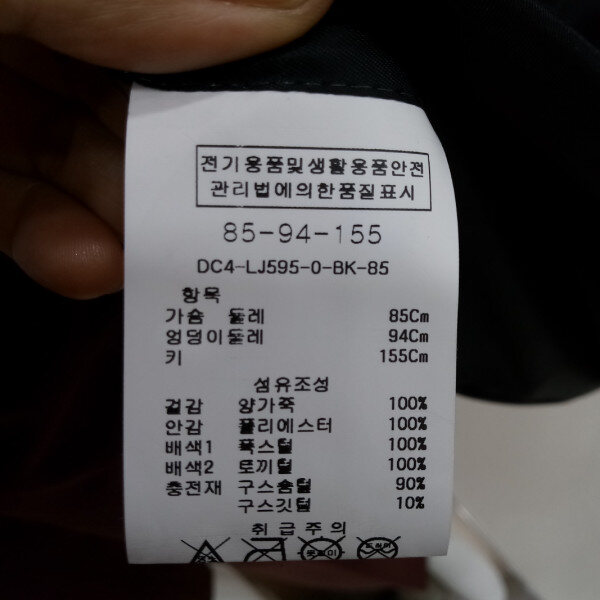 전기용품및생활용품안전
관리법에의한품질표시
85-94-155
DC4-LJ595-0-BK-85
항목
가슴 둘레 85Cm
엉덩이둘레 94Cm
키 155Cm
섬유조성
겉감 양가죽 100%
안감 폴리에스터 100%
배색1 폭스털 100%
배색2 토끼털 100%
충전재 구스솜털 90%
구스깃털 10%
취급주의